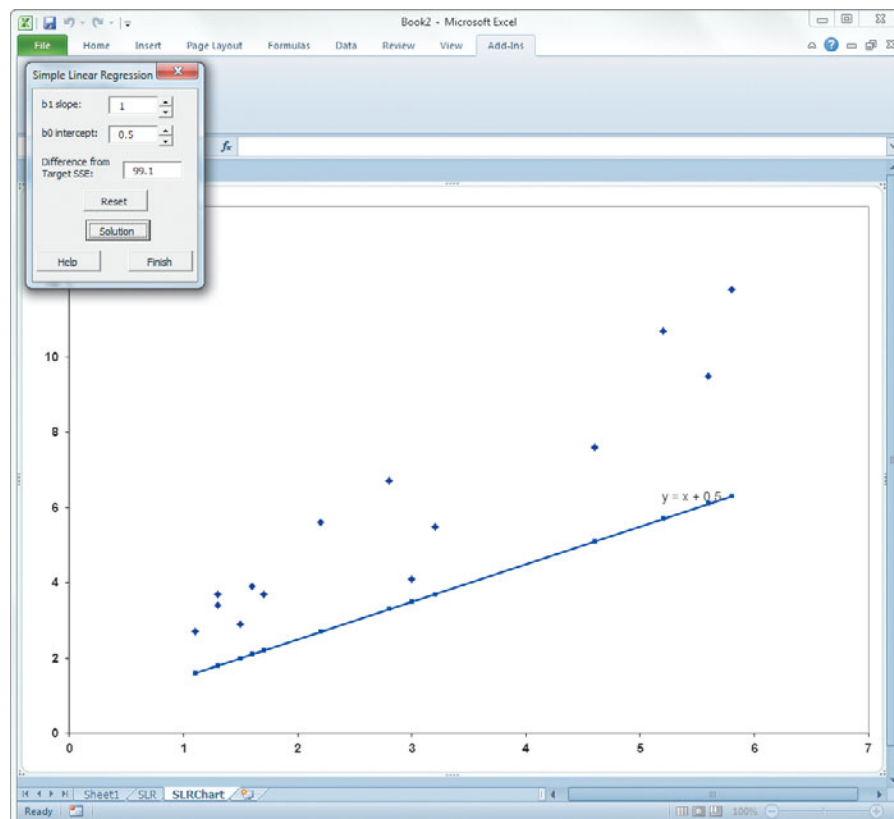 Book2 - Microsoft Excel
File Home Insert Page Layout Formulas Data Review View Add-Ins
Simple Linear Regression
b1 slope: 1
b0 intercept: 0.5
Difference from
Target SSE: 99.1
Reset
Solution
Help Finish
fx
10
8
6
4
2
0
y = x + 0.5
0 1 2 3 4 5 6 7
Sheet1 SLR SLRChart
Ready 100%